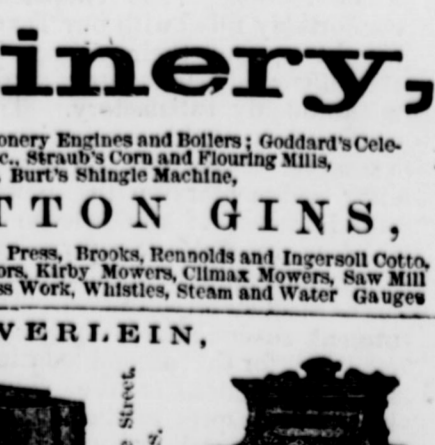 inery,
onery Engines and Boilers; Goddard's Cele-
c., Straub's Corn and Flouring Mills,
Burt's Shingle Machine,
TTON GINS,
Press, Brooks, Rennolds and Ingersoll Cotto
ors, Kirby Mowers, Climax Mowers, Saw Mill
ss Work, Whistles, Steam and Water Gauges
VERLEIN,
Street.